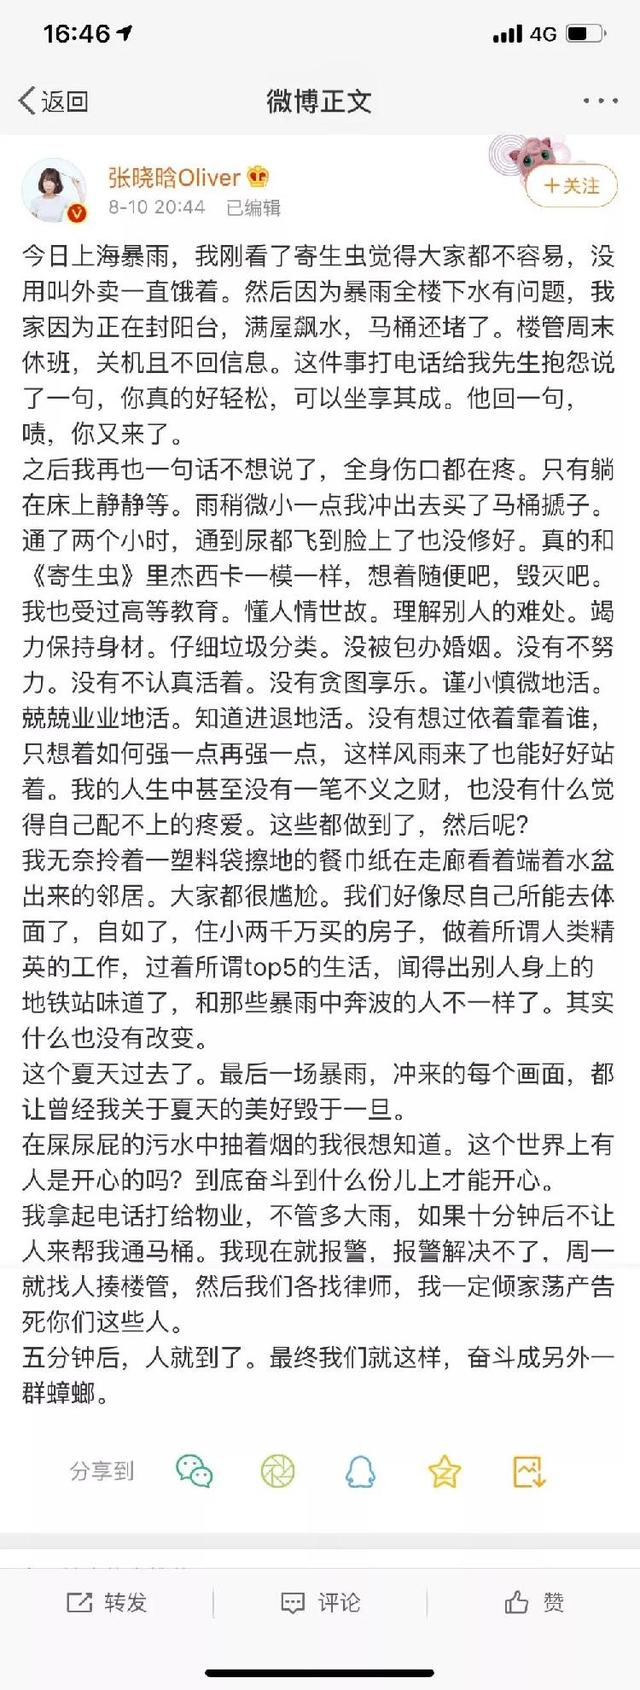 16:46
4G
返回
微博正文
张晓晗Oliver
8-10 20:44 已编辑
+关注
今日上海暴雨，我刚看了寄生虫觉得大家都不容易，没
用叫外卖一直饿着。然后因为暴雨全楼下水有问题，我
家因为正在封阳台，满屋飙水，马桶还堵了。楼管周末
休班，关机且不回信息。这件事打电话给我先生抱怨说
了一句，你真的好轻松，可以坐享其成。他回一句，
啧，你又来了。
之后我再也一句话不想说了，全身伤口都在疼。只有躺
在床上静静等。雨稍微小一点我冲出去买了马桶搋子。
通了两个小时，通到尿都飞到脸上了也没修好。真的和
《寄生虫》里杰西卡一模一样，想着随便吧，毁灭吧。
我也受过高等教育。懂人情世故。理解别人的难处。竭
力保持身材。仔细垃圾分类。没被包办婚姻。没有不努
力。没有不认真活着。没有贪图享乐。谨小慎微地活。
兢兢业业地活。知道进退地活。没有想过依着靠着谁，
只想着如何强一点再强一点，这样风雨来了也能好好站
着。我的人生中甚至没有一笔不义之财，也没有什么觉
得自己配不上的疼爱。这些都做到了，然后呢?
我无奈拎着一塑料袋擦地的餐巾纸在走廊看着端着水盆
出来的邻居。大家都很尴尬。我们好像尽自己所能去体
面了，自如了，住小两千万买的房子，做着所谓人类精
英的工作，过着所谓top5的生活，闻得出别人身上的
地铁站味道了，和那些暴雨中奔波的人不一样了。其实
什么也没有改变。
这个夏天过去了。最后一场暴雨，冲来的每个画面，都
让曾经我关于夏天的美好毁于一旦。
在屎尿屁的污水中抽着烟的我很想知道。这个世界上有
人是开心的吗？到底奋斗到什么份儿上才能开心。
我拿起电话打给物业，不管多大雨，如果十分钟后不让
人来帮我通马桶。我现在就报警，报警解决不了，周一
就找人揍楼管，然后我们各找律师，我一定倾家荡产告
死你们这些人。
五分钟后，人就到了。最终我们就这样，奋斗成另外一
群蟑螂。
分享到
转发
评论
赞